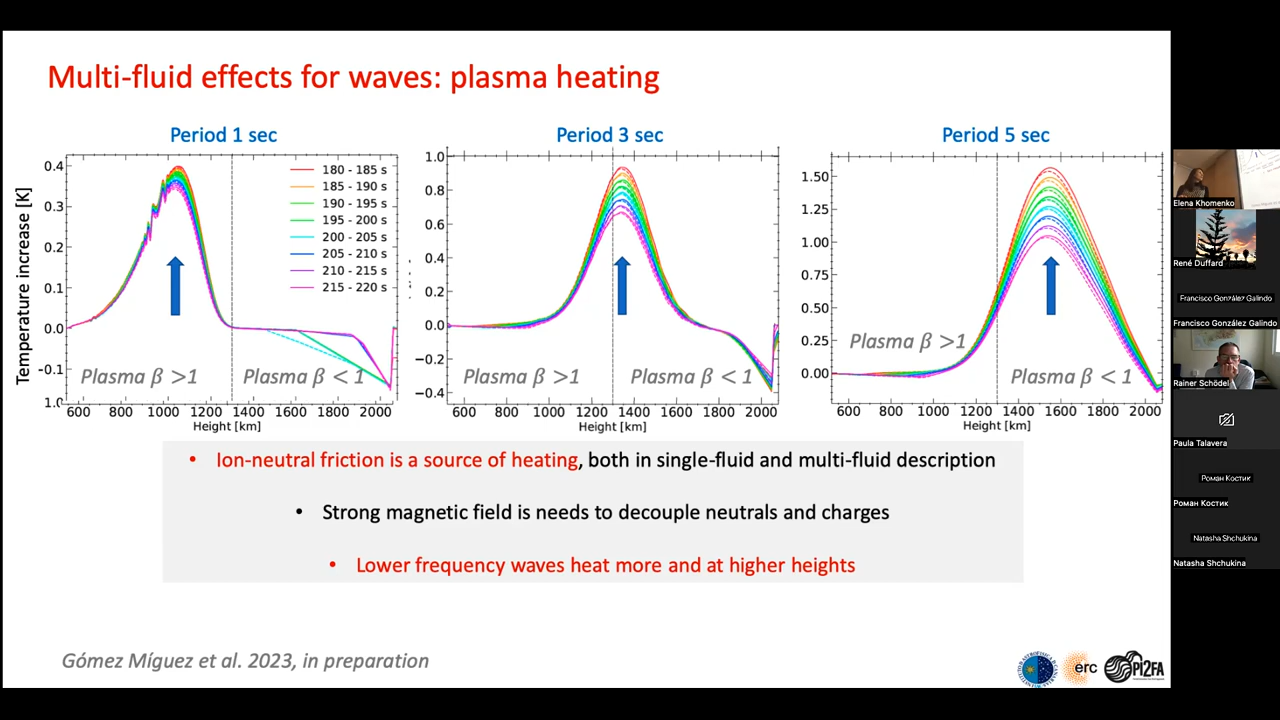 Multi-fluid effects for waves: plasma heating
Period 1 sec
Period 3 sec
Period 5 sec
Temperature increase [K]
0.4
0.3
0.2
0.1
0.0
-0.1
1.0
180 - 185 s
185 - 190 s
190 - 195 s
195 - 200 s
200 - 205 s
205 - 210 s
210 - 215 s
215 - 220 s
Plasma β >1
Plasma β < 1
600 800 1000 1200 1400 1600 1800 2000
Height [km]
1.0
0.8
0.6
0.4
0.2
0.0
−0.2
−0.4
Plasma β >1
Plasma β < 1
600 800 1000 1200 1400 1600 1800 2000
Height [km]
1.50
1.25
1.00
0.75
0.50
0.25
0.00
Plasma β >1
Plasma β < 1
600 800 1000 1200 1400 1600 1800 2000
Height [km]
• Ion-neutral friction is a source of heating, both in single-fluid and multi-fluid description
• Strong magnetic field is needs to decouple neutrals and charges
• Lower frequency waves heat more and at higher heights
Gómez Míguez et al. 2023, in preparation
erc
PI2FA
Elena Khomenko
René Duffard
Francisco González Galindo
Francisco González Galindo
Rainer Schödel
Paula Talavera
Роман Костик
Роман Костик
Natasha Shchukina
Natasha Shchukina